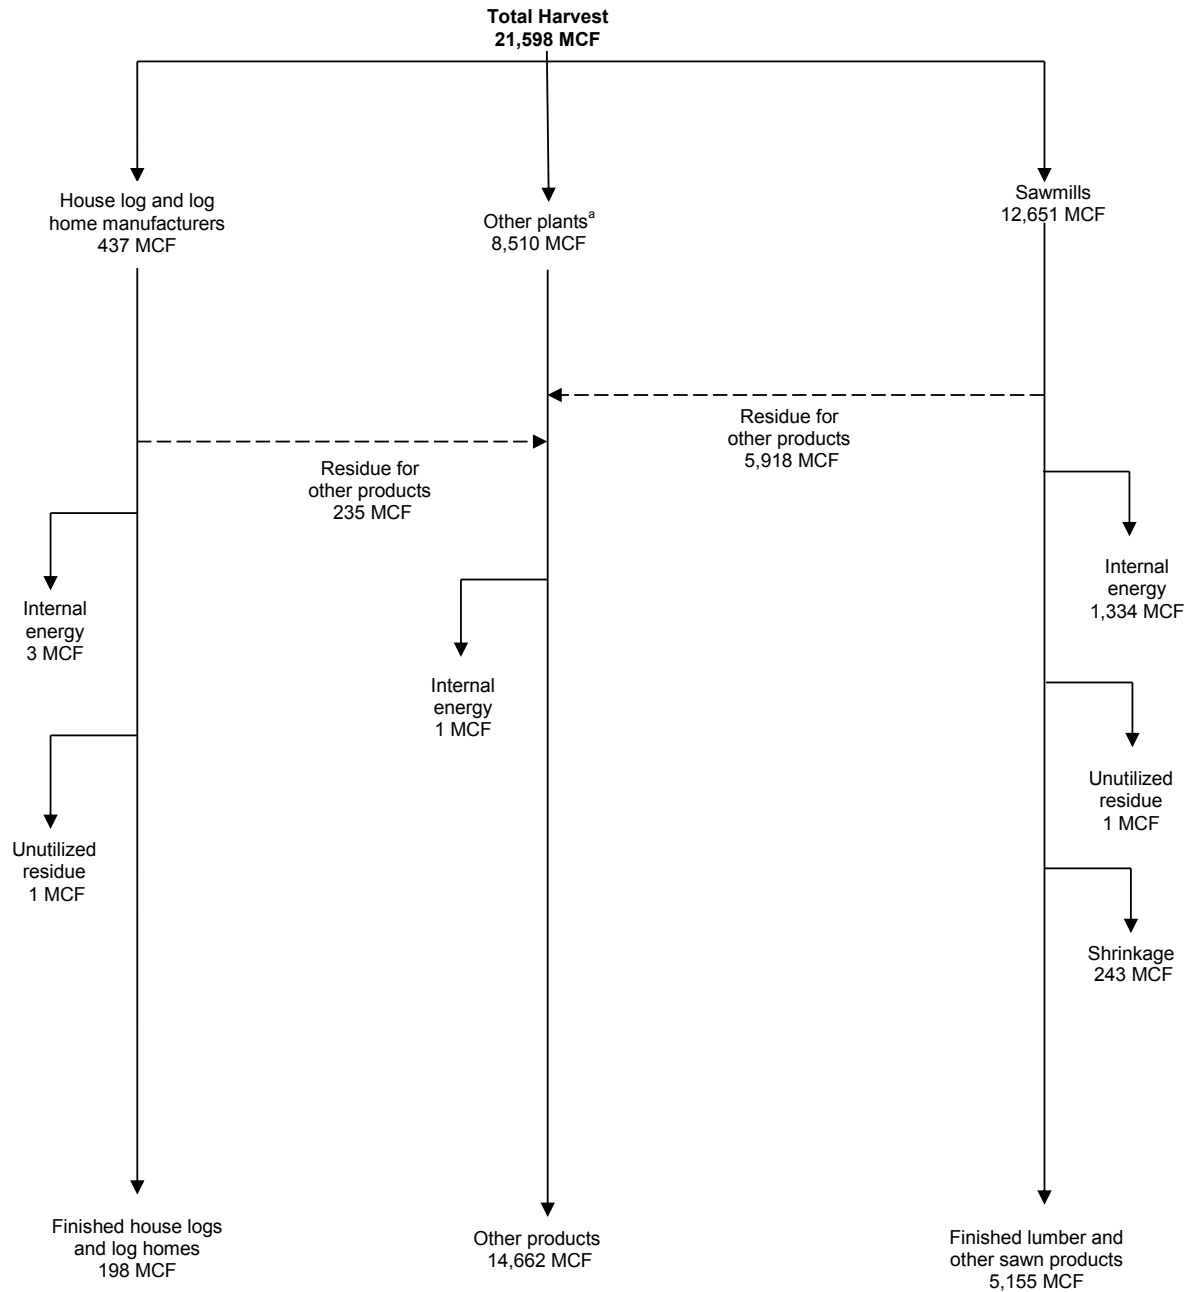 Total Harvest
21,598 MCF
House log and log
home manufacturers
437 MCF
Other plantsᵃ
8,510 MCF
Sawmills
12,651 MCF
Residue for
other products
5,918 MCF
Residue for
other products
235 MCF
Internal
energy
3 MCF
Internal
energy
1 MCF
Internal
energy
1,334 MCF
Unutilized
residue
1 MCF
Unutilized
residue
1 MCF
Shrinkage
243 MCF
Finished house logs
and log homes
198 MCF
Other products
14,662 MCF
Finished lumber and
other sawn products
5,155 MCF